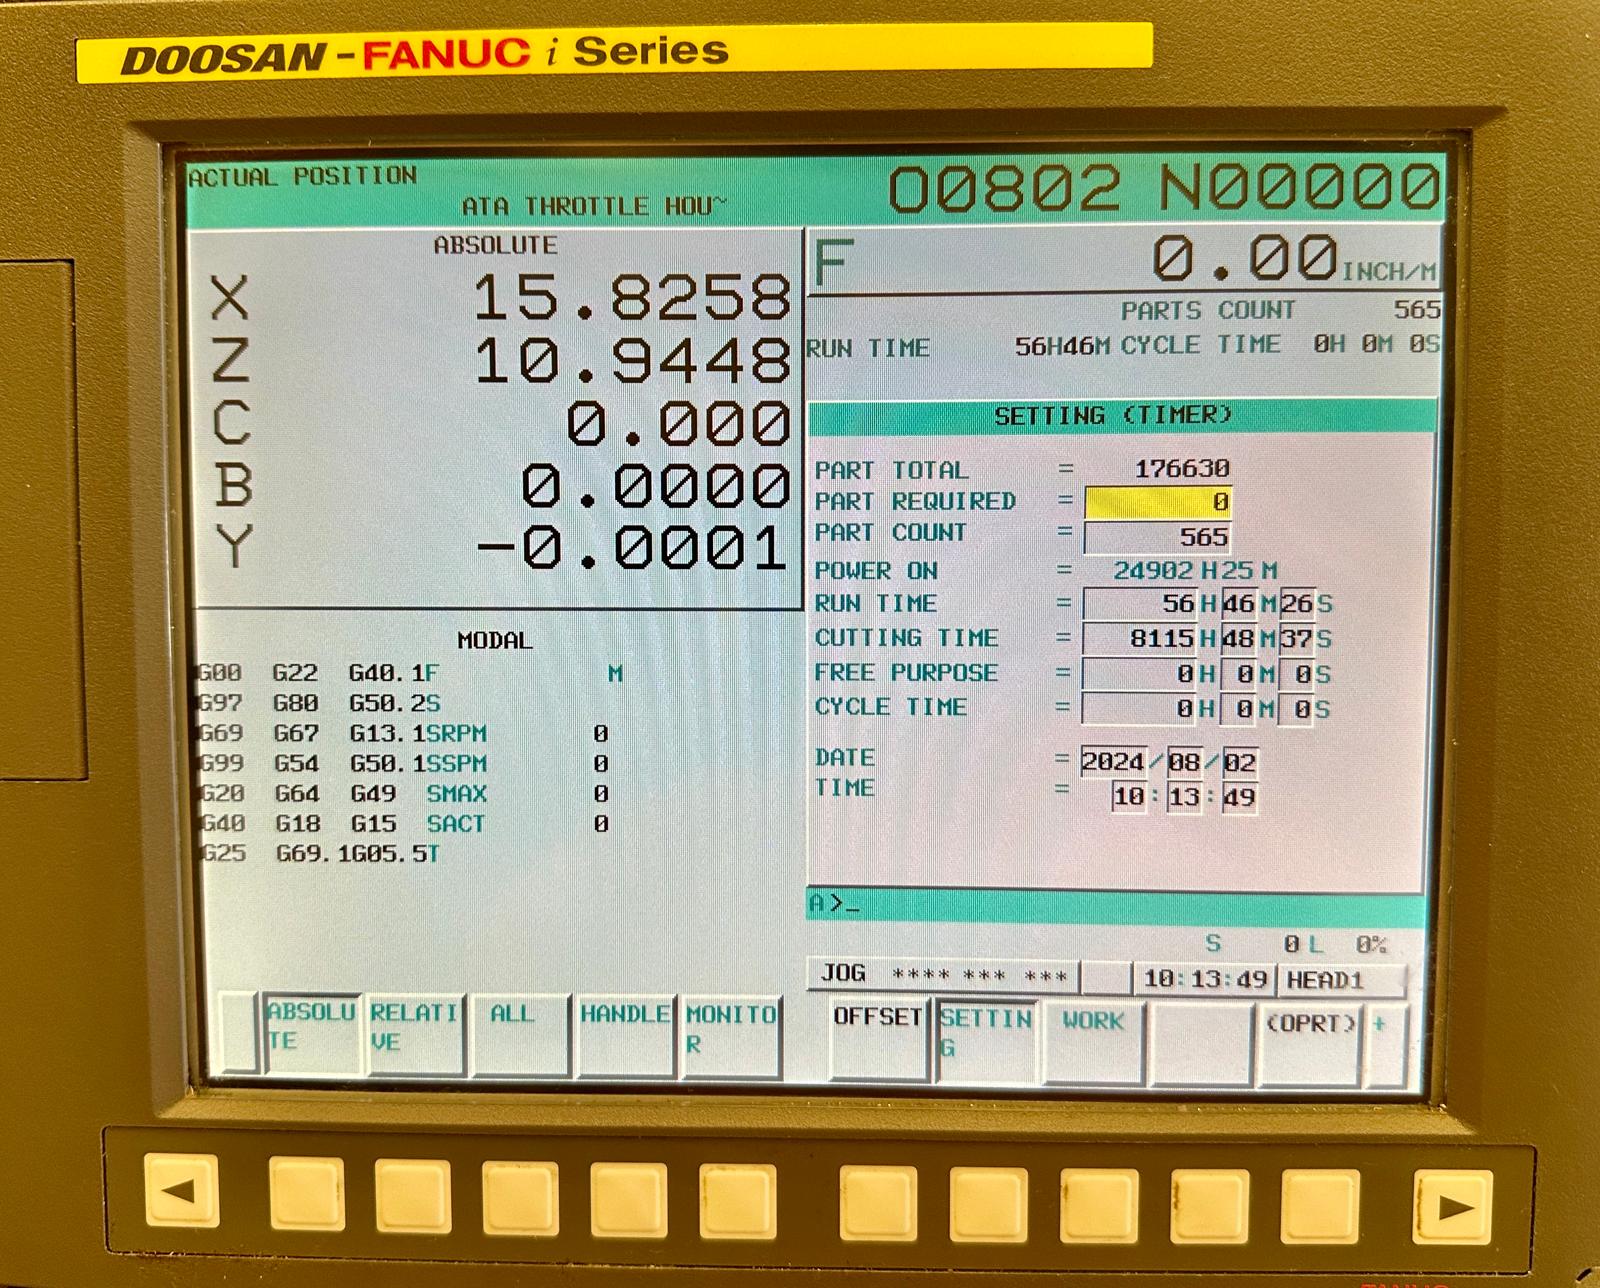 DOOSAN-FANUC i Series
ACTUAL POSITION
ATA THROTTLE HOU~
O0802 N00000
ABSOLUTE
X 15.8258
Z 10.9448
C 0.000
B 0.0000
Y -0.0001
F 0.00 INCH/M
PARTS COUNT 565
RUN TIME 56H46M CYCLE TIME 0H 0M 0S
SETTING (TIMER)
PART TOTAL = 176630
PART REQUIRED = 0
PART COUNT = 565
POWER ON = 24902 H 25 M
RUN TIME = 56 H 46 M 26 S
CUTTING TIME = 8115 H 48 M 37 S
FREE PURPOSE = 0 H 0 M 0 S
CYCLE TIME = 0 H 0 M 0 S
DATE = 2024/08/02
TIME = 10:13:49
MODAL
G00 G22 G40.1 F M
G97 G80 G50.2 S
G69 G67 G13.1 SRPM 0
G99 G54 G50.1 SSPM 0
G20 G64 G49 SMAX 0
G40 G18 G15 SACT 0
G25 G69.1 G05.5 T
A>_
S 0 L 0%
JOG **** *** *** 10:13:49 HEAD1
ABSOLUTE RELATIVE ALL HANDLE MONITOR OFFSET SETTING WORK (OPRT) +